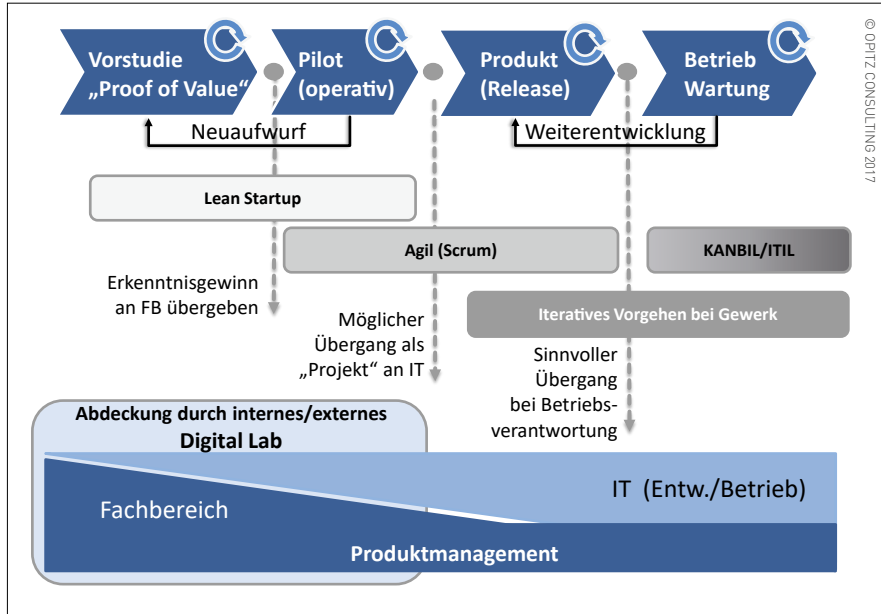 Vorstudie
„Proof of Value“
Pilot
(operativ)
Produkt
(Release)
Betrieb
Wartung
Neuaufwurf
Weiterentwicklung
© OPITZ CONSULTING 2017
Lean Startup
Agil (Scrum)
KANBIL/ITIL
Erkenntnisgewinn
an FB übergeben
Iteratives Vorgehen bei Gewerk
Möglicher
Übergang als
„Projekt“ an IT
Sinnvoller
Übergang
bei Betriebs-
verantwortung
Abdeckung durch internes/externes
Digital Lab
IT (Entw./Betrieb)
Fachbereich
Produktmanagement